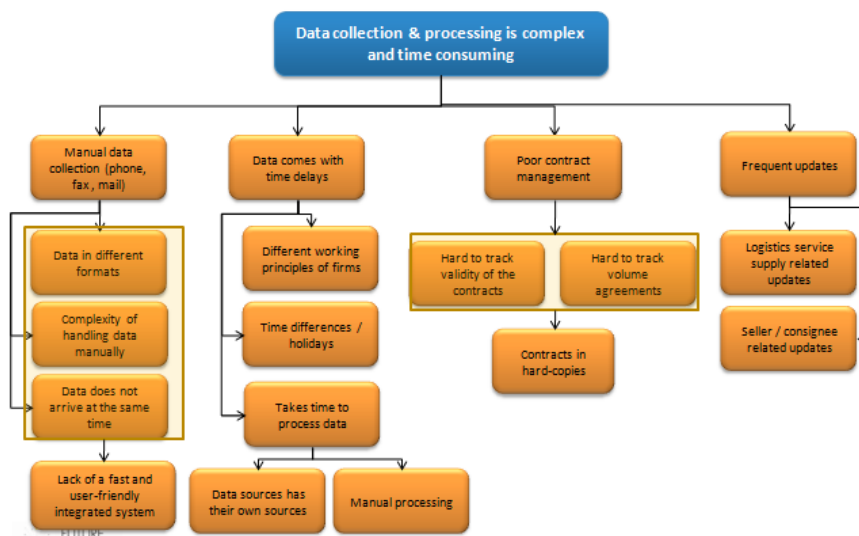 Data collection & processing is complex
and time consuming
Manual data
collection (phone,
fax , mail)
Data comes with
time delays
Poor contract
management
Frequent updates
Data in different
formats
Different working
principles of firms
Hard to track
validity of the
contracts
Hard to track
volume
agreements
Logistics service
supply related
updates
Complexity of
handling data
manually
Time differences /
holidays
Contracts in
hard-copies
Seller / consignee
related updates
Data does not
arrive at the same
time
Takes time to
process data
Lack of a fast and
user-friendly
integrated system
Data sources has
their own sources
Manual processing
FUTURE